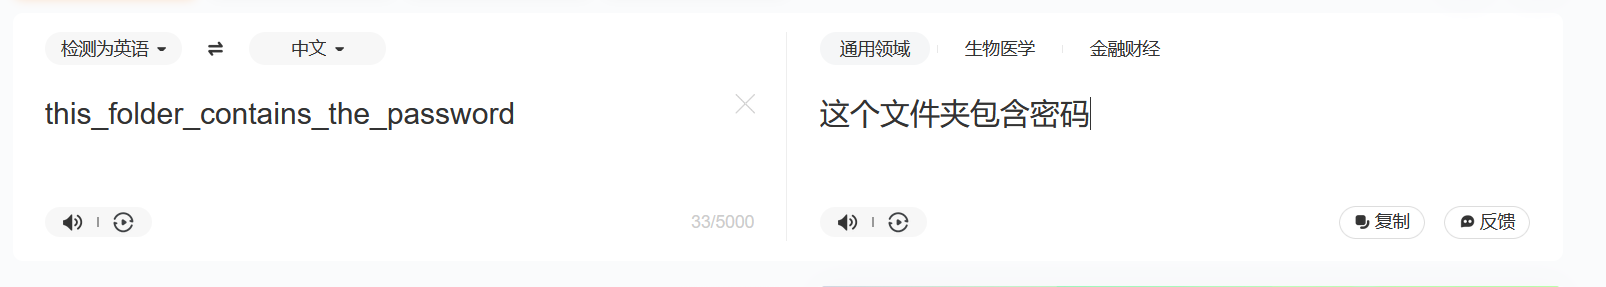 检测为英语 中文
通用领域 生物医学 金融财经
this_folder_contains_the_password
这个文件夹包含密码
33/5000
复制 反馈